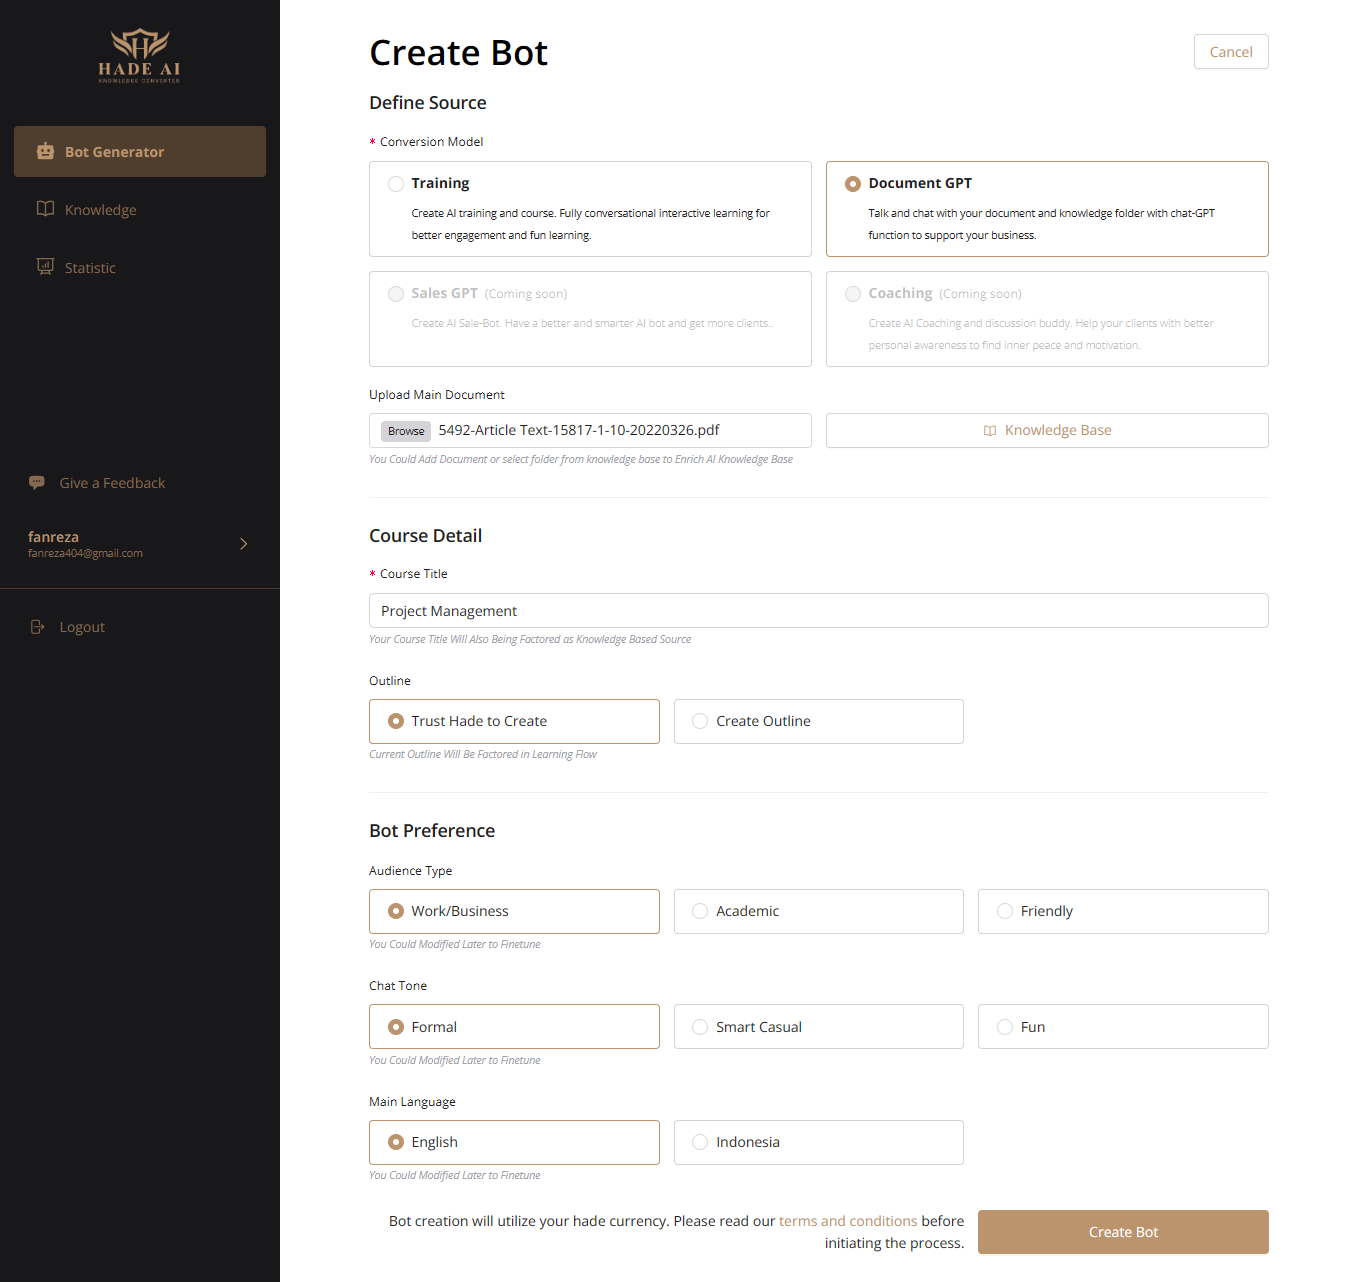 HADE AI
KNOWLEDGE CONVERTER
Bot Generator
Knowledge
Statistic
Give a Feedback
fanreza
fanreza404@gmail.com
Logout
Create Bot
Cancel
Define Source
* Conversion Model
Training
Create AI training and course. Fully conversational interactive learning for
better engagement and fun learning.
Document GPT
Talk and chat with your document and knowledge folder with chat-GPT
function to support your business.
Sales GPT (Coming soon)
Create AI Sale-Bot. Have a better and smarter AI bot and get more clients..
Coaching (Coming soon)
Create AI Coaching and discussion buddy. Help your clients with better
personal awareness to find inner peace and motivation.
Upload Main Document
Browse 5492-Article Text-15817-1-10-20220326.pdf
Knowledge Base
You Could Add Document or select folder from knowledge base to Enrich AI Knowledge Base
Course Detail
* Course Title
Project Management
Your Course Title Will Also Being Factored as Knowledge Based Source
Outline
Trust Hade to Create
Create Outline
Current Outline Will Be Factored in Learning Flow
Bot Preference
Audience Type
Work/Business
Academic
Friendly
You Could Modified Later to Finetune
Chat Tone
Formal
Smart Casual
Fun
You Could Modified Later to Finetune
Main Language
English
Indonesia
You Could Modified Later to Finetune
Bot creation will utilize your hade currency. Please read our terms and conditions before
initiating the process.
Create Bot